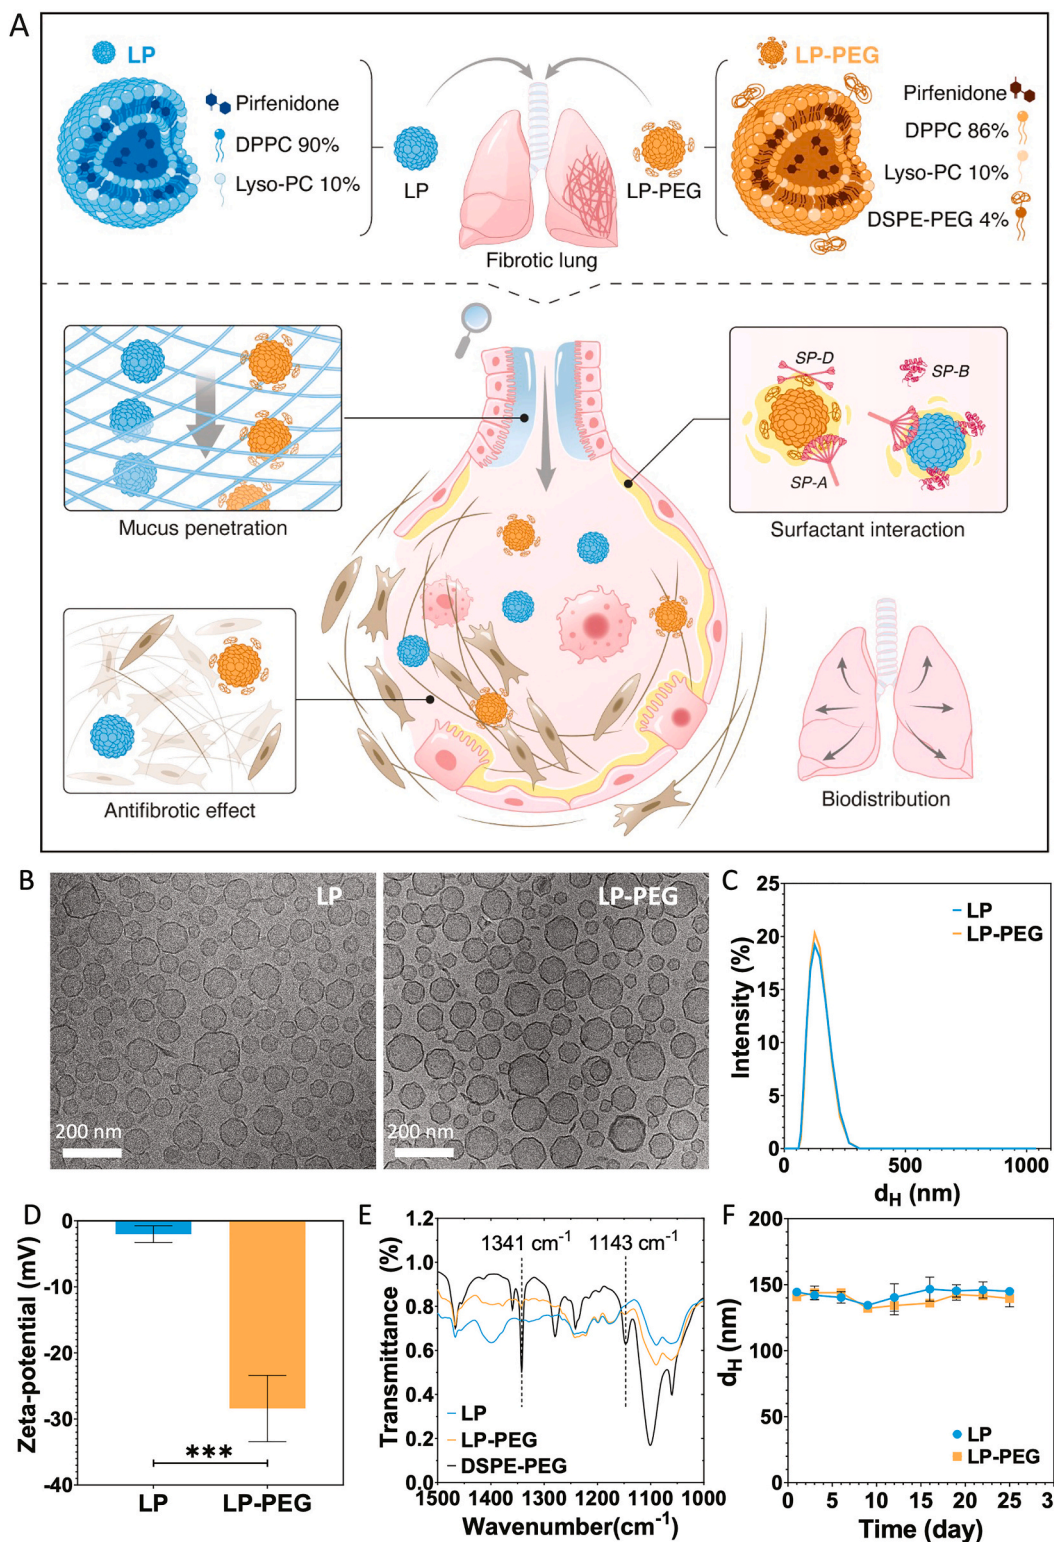 A
LP
Pirfenidone
DPPC 90%
Lyso-PC 10%
LP
LP-PEG
Fibrotic lung
LP-PEG
Pirfenidone
DPPC 86%
Lyso-PC 10%
DSPE-PEG 4%
Mucus penetration
SP-D
SP-B
SP-A
Surfactant interaction
Antifibrotic effect
Biodistribution
B
LP
200 nm
LP-PEG
200 nm
C
25
20
15
10
5
0
Intensity (%)
LP
LP-PEG
0
500
1000
dH (nm)
D
0
-10
-20
-30
-40
Zeta-potential (mV)
***
LP
LP-PEG
E
1.2
1.0
0.8
0.6
0.4
0.2
0.0
Transmittance (%)
1341 cm-1
1143 cm-1
LP
LP-PEG
DSPE-PEG
1500 1400 1300 1200 1100 1000
Wavenumber(cm-1)
F
200
150
100
50
0
dH (nm)
LP
LP-PEG
0 5 10 15 20 25 3
Time (day)